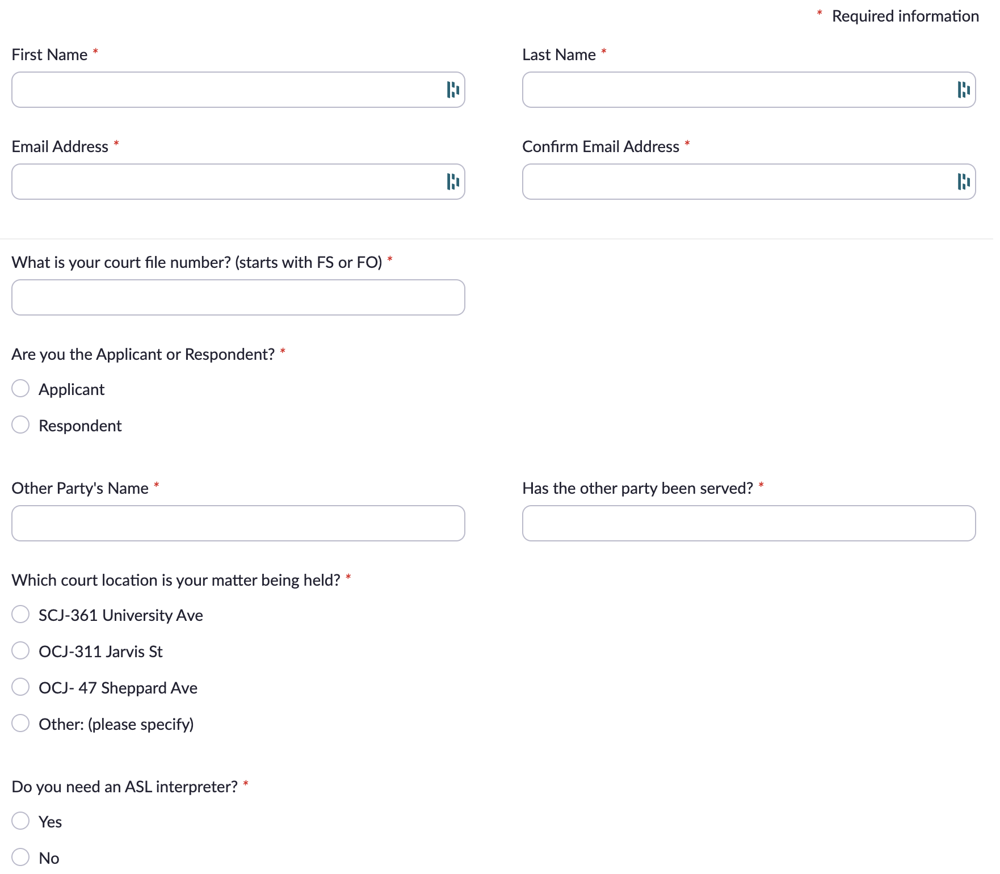 * Required information
First Name *
Last Name *
Email Address *
Confirm Email Address *
What is your court file number? (starts with FS or FO) *
Are you the Applicant or Respondent? *
Applicant
Respondent
Other Party's Name *
Has the other party been served? *
Which court location is your matter being held? *
SCJ-361 University Ave
OCJ-311 Jarvis St
OCJ- 47 Sheppard Ave
Other: (please specify)
Do you need an ASL interpreter? *
Yes
No